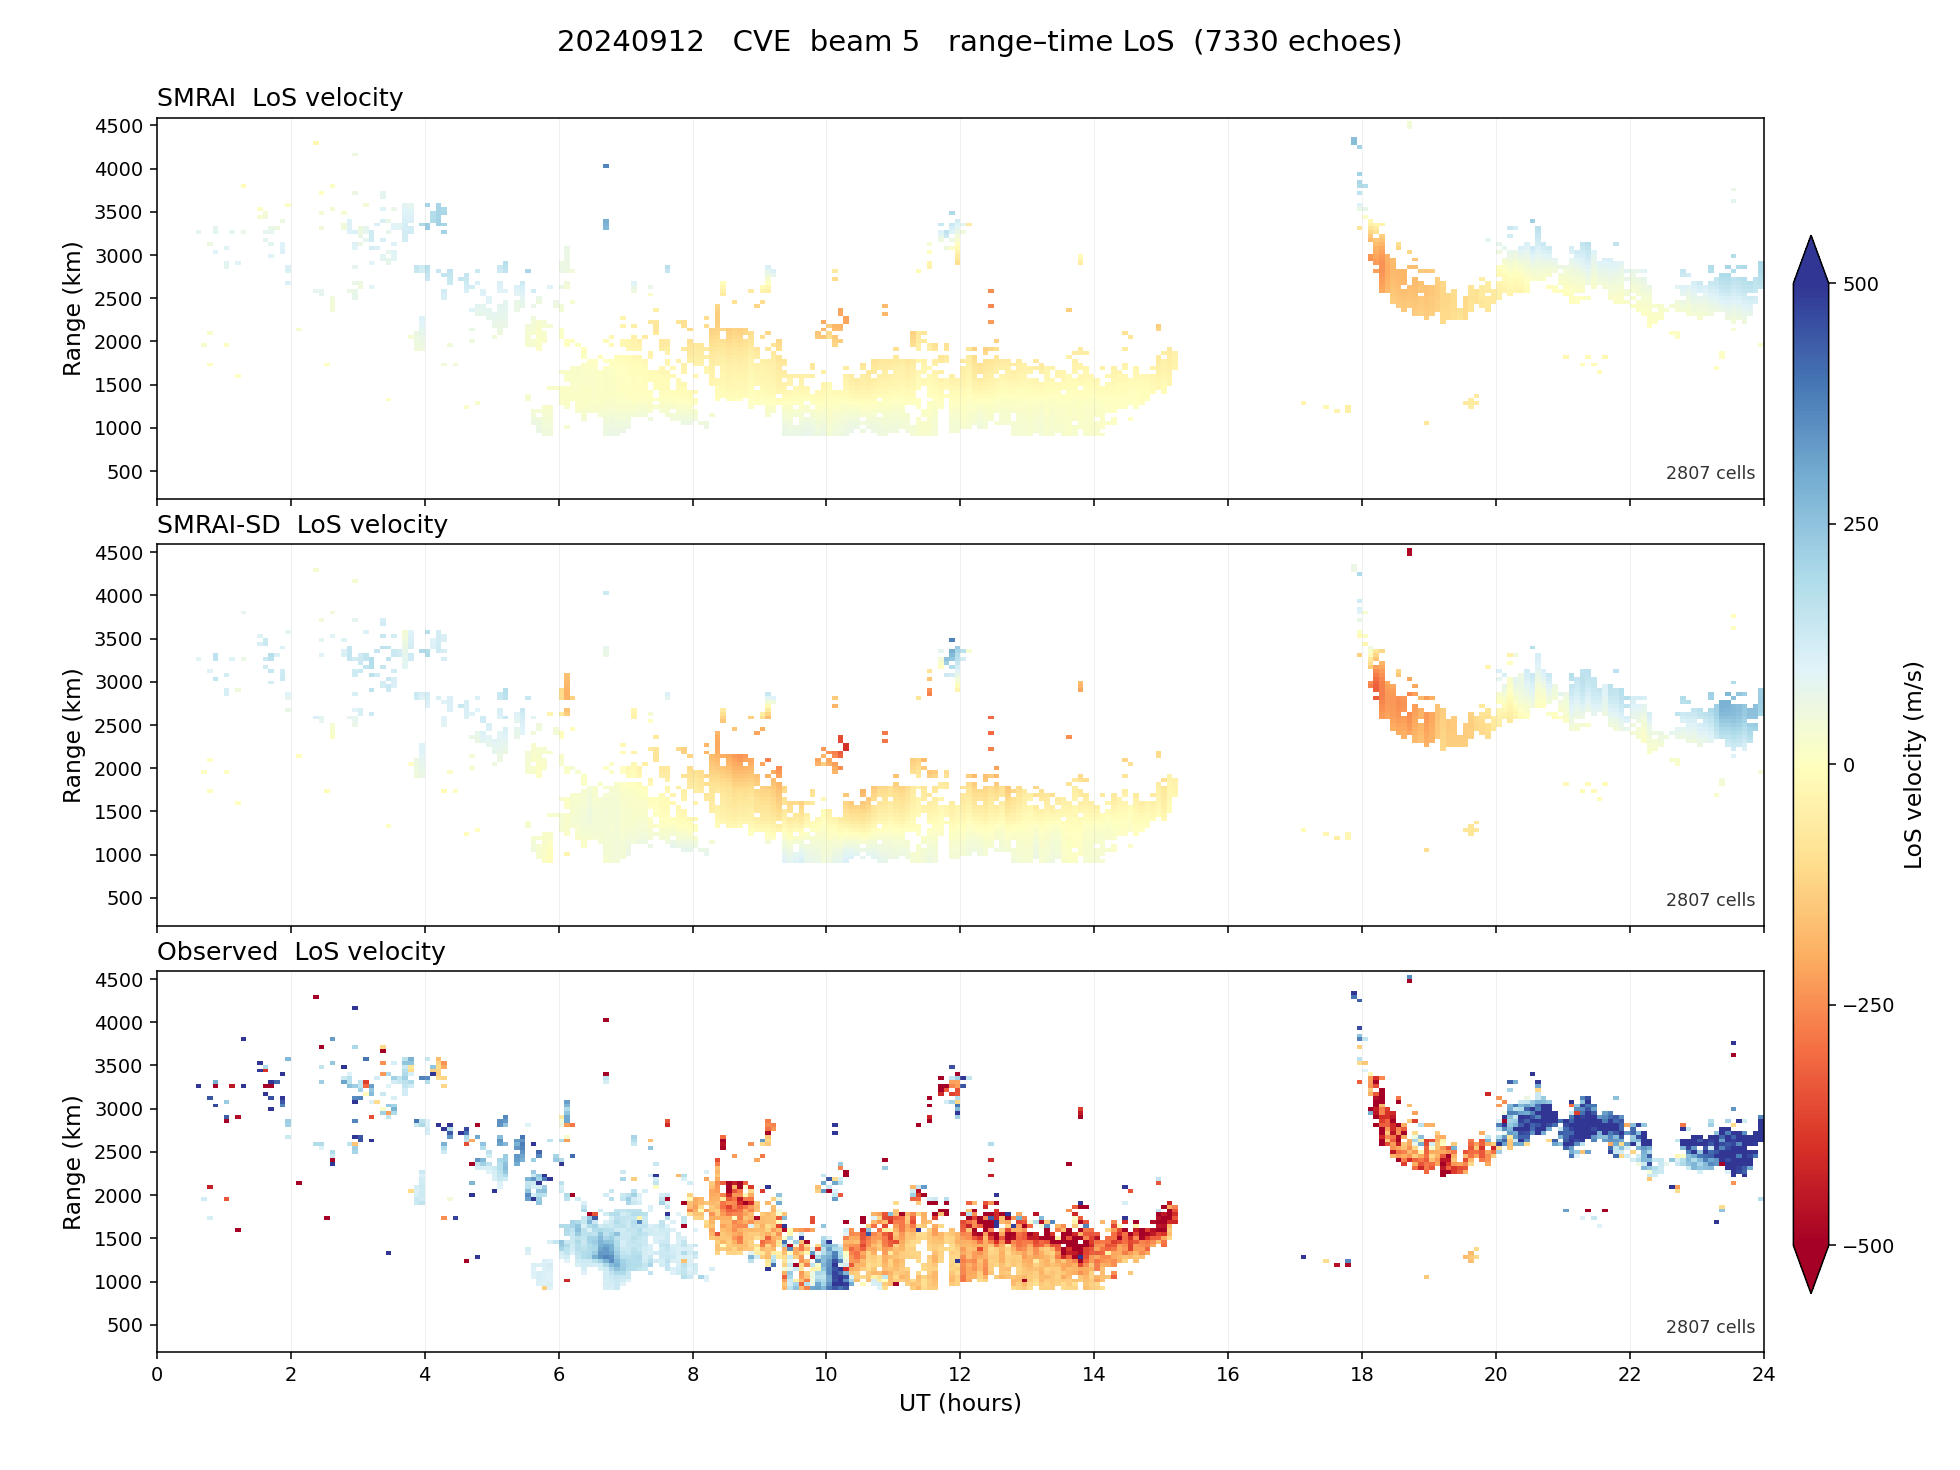 20240912   CVE  beam 5   range–time LoS  (7330 echoes)
SMRAI  LoS velocity
4500
4000
3500
3000
2500
2000
1500
1000
500
Range (km)
2807 cells
SMRAI-SD  LoS velocity
4500
4000
3500
3000
2500
2000
1500
1000
500
Range (km)
2807 cells
Observed  LoS velocity
4500
4000
3500
3000
2500
2000
1500
1000
500
Range (km)
2807 cells
0 2 4 6 8 10 12 14 16 18 20 22 24
UT (hours)
500
250
0
−250
−500
LoS velocity (m/s)